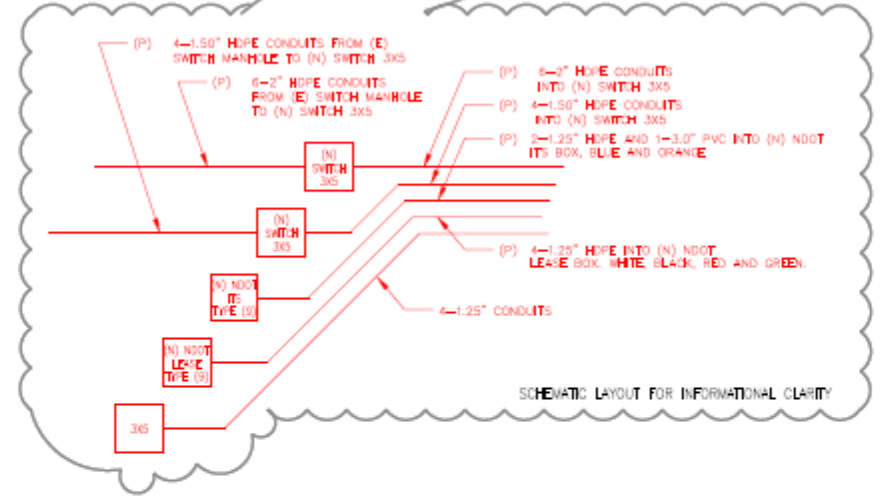 (P) 4-1.50" HDPE CONDUITS FROM (E)
SWITCH MANHOLE TO (N) SWITCH 3X5
(P) 6-2" HDPE CONDUITS
FROM (E) SWITCH MANHOLE
TO (N) SWITCH 3X5
(P) 6-2" HDPE CONDUITS
INTO (N) SWITCH 3X5
(P) 4-1.50" HDPE CONDUITS
INTO (N) SWITCH 3X5
(P) 2-1.25" HDPE AND 1-3.0" PVC INTO (N) NDOT
ITS BOX, BLUE AND ORANGE
(N)
SWITCH
3X5
(N)
SWITCH
3X5
(P) 4-1.25" HDPE INTO (N) NDOT
LEASE BOX. WHITE, BLACK, RED AND GREEN.
(N) NDOT
ITS
TYPE (9)
4-1.25" CONDUITS
(N) NDOT
LEASE
TYPE (9)
SCHEMATIC LAYOUT FOR INFORMATIONAL CLARITY
3X5